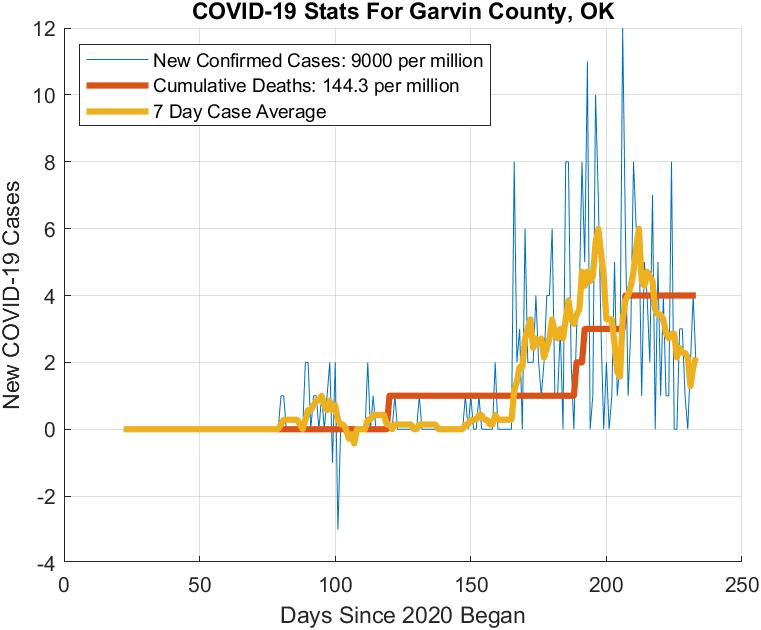 COVID-19 Stats For Garvin County, OK
New Confirmed Cases: 9000 per million
Cumulative Deaths: 144.3 per million
7 Day Case Average
New COVID-19 Cases
12
10
8
6
4
2
0
-2
-4
0 50 100 150 200 250
Days Since 2020 Began